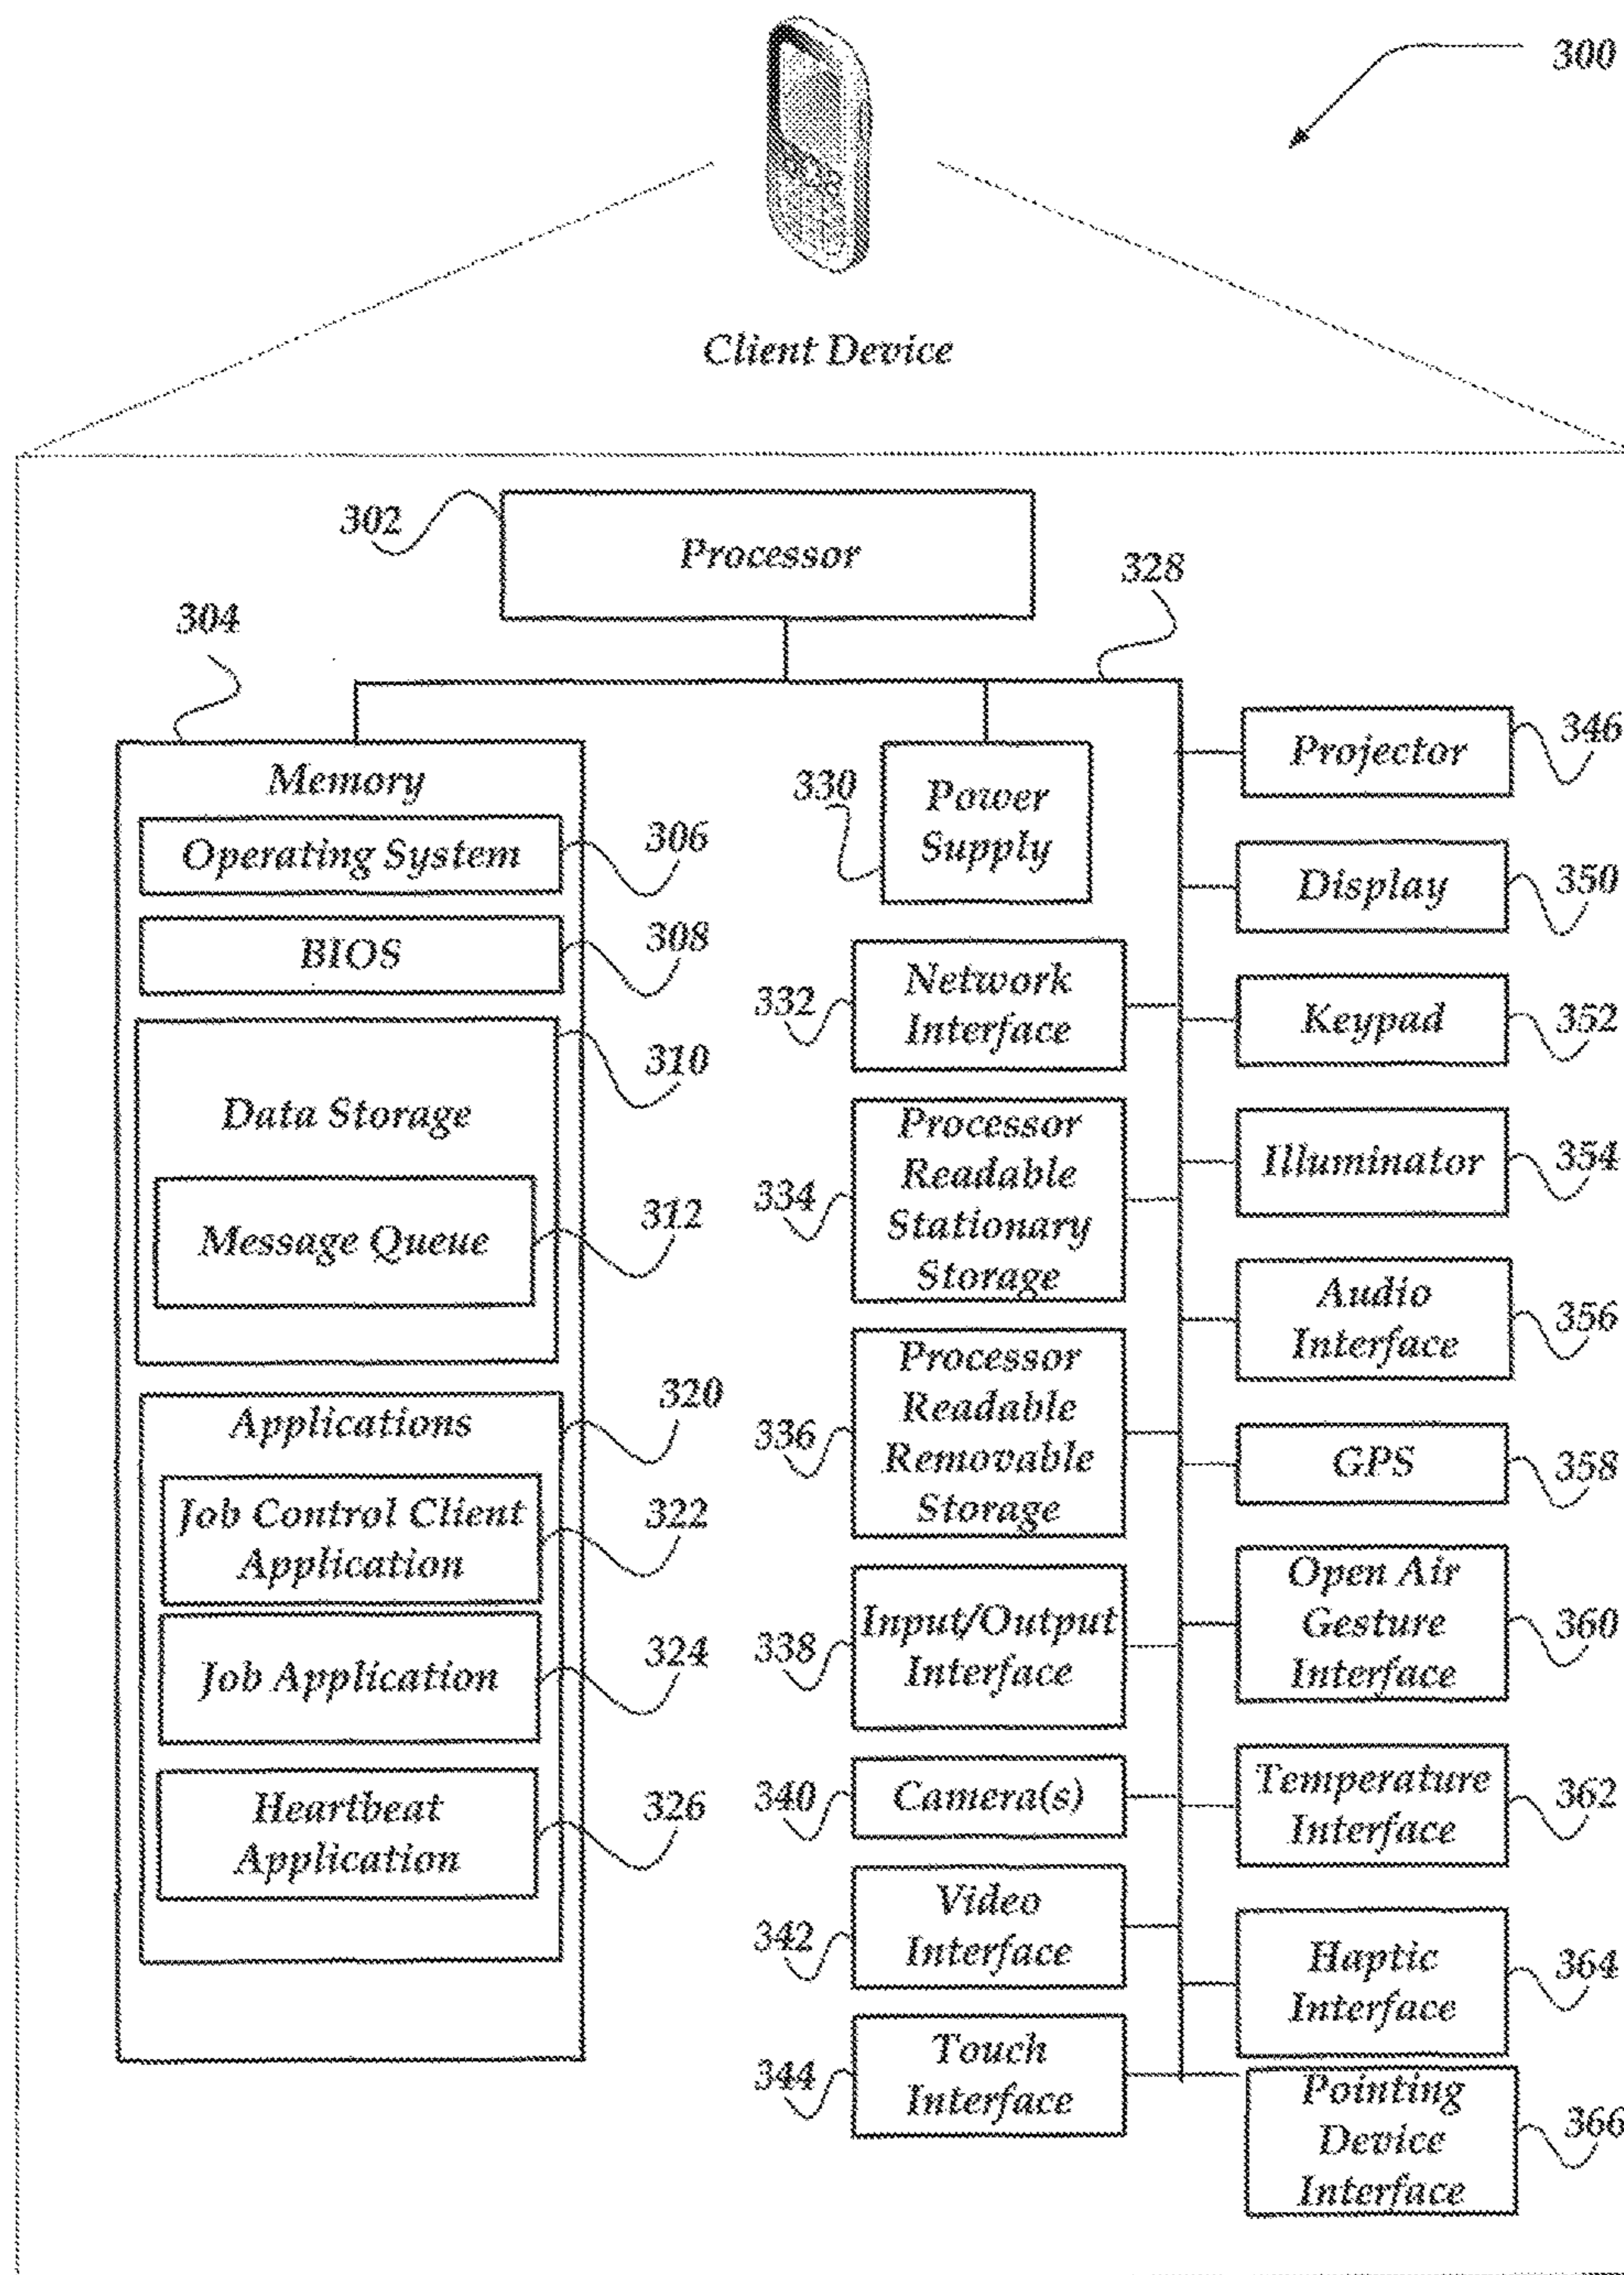 300
Client Device
302
Processor
328
304
Memory
Operating System
306
BIOS
308
310
Data Storage
Message Queue
312
Applications
320
Job Control Client
Application
322
Job Application
324
Heartbeat
Application
326
330
Power
Supply
332
Network
Interface
334
Processor
Readable
Stationary
Storage
336
Processor
Readable
Removable
Storage
338
Input/Output
Interface
340
Camera(s)
342
Video
Interface
344
Touch
Interface
Projector
346
Display
350
Keypad
352
Illuminator
354
Audio
Interface
356
GPS
358
Open Air
Gesture
Interface
360
Temperature
Interface
362
Haptic
Interface
364
Pointing
Device
Interface
366